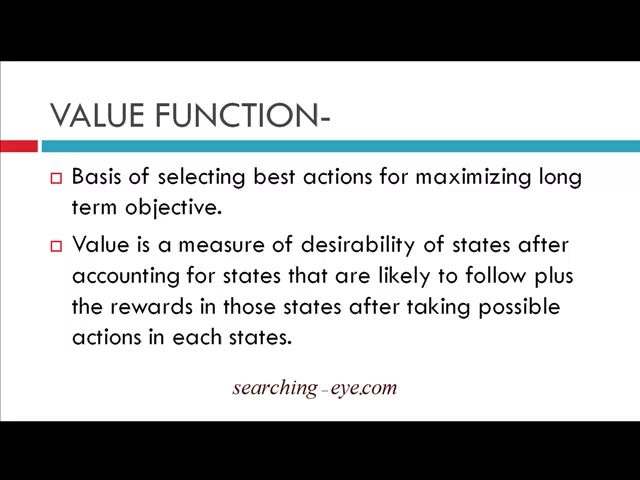 VALUE FUNCTION-
Basis of selecting best actions for maximizing long
term objective.
Value is a measure of desirability of states after
accounting for states that are likely to follow plus
the rewards in those states after taking possible
actions in each states.
searching-eye.com